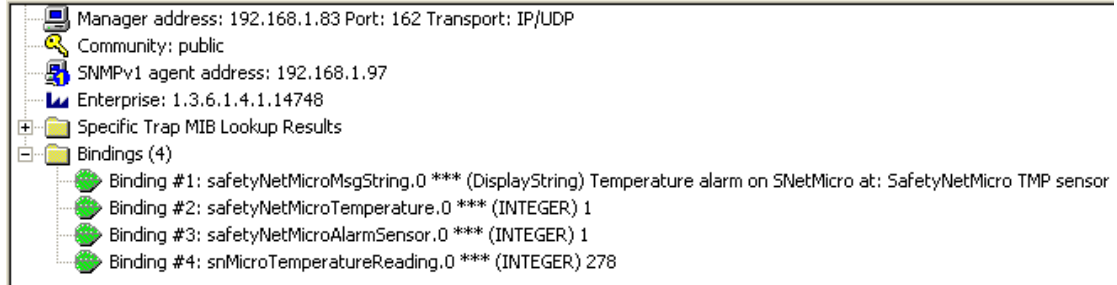 Manager address: 192.168.1.83 Port: 162 Transport: IP/UDP
Community: public
SNMPv1 agent address: 192.168.1.97
Enterprise: 1.3.6.1.4.1.14748
Specific Trap MIB Lookup Results
Bindings (4)
Binding #1: safetyNetMicroMsgString.0 *** (DisplayString) Temperature alarm on SNetMicro at: SafetyNetMicro TMP sensor
Binding #2: safetyNetMicroTemperature.0 *** (INTEGER) 1
Binding #3: safetyNetMicroAlarmSensor.0 *** (INTEGER) 1
Binding #4: snMicroTemperatureReading.0 *** (INTEGER) 278